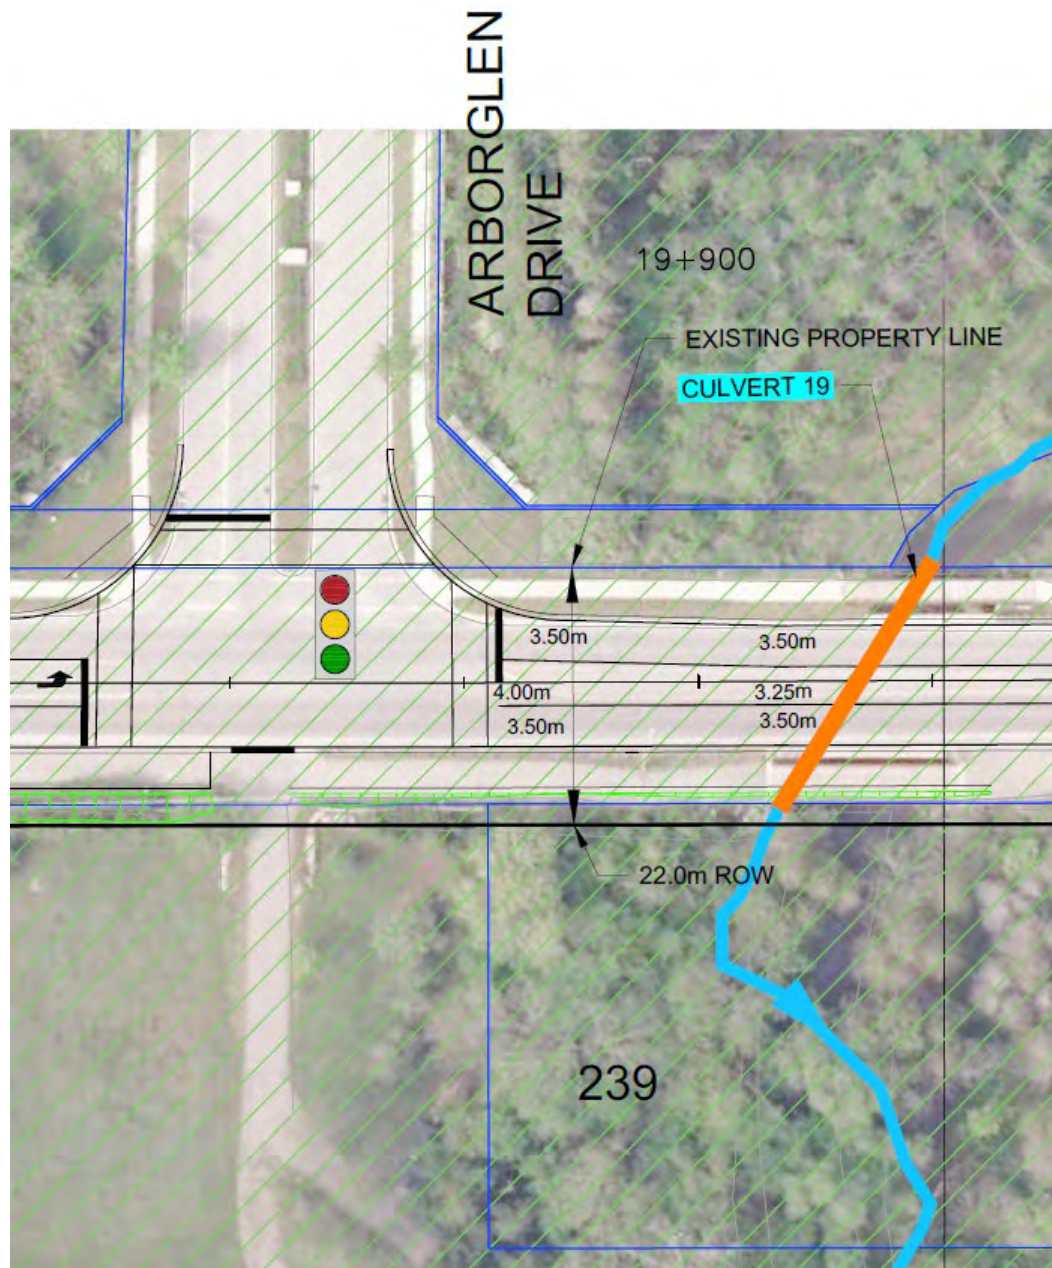 ARBORGLEN
DRIVE
19+900
EXISTING PROPERTY LINE
CULVERT 19
3.50m
3.50m
4.00m
3.25m
3.50m
3.50m
22.0m ROW
239